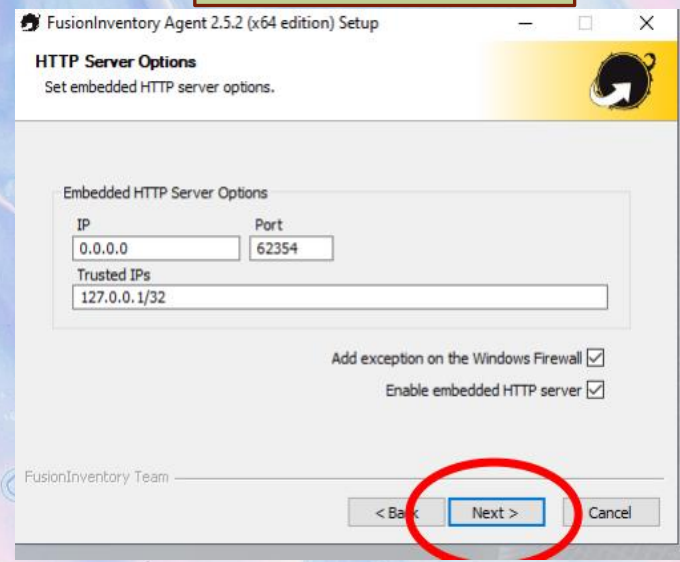 FusionInventory Agent 2.5.2 (x64 edition) Setup
HTTP Server Options
Set embedded HTTP server options.
Embedded HTTP Server Options
IP Port
0.0.0.0 62354
Trusted IPs
127.0.0.1/32
Add exception on the Windows Firewall
Enable embedded HTTP server
FusionInventory Team
< Back Next > Cancel